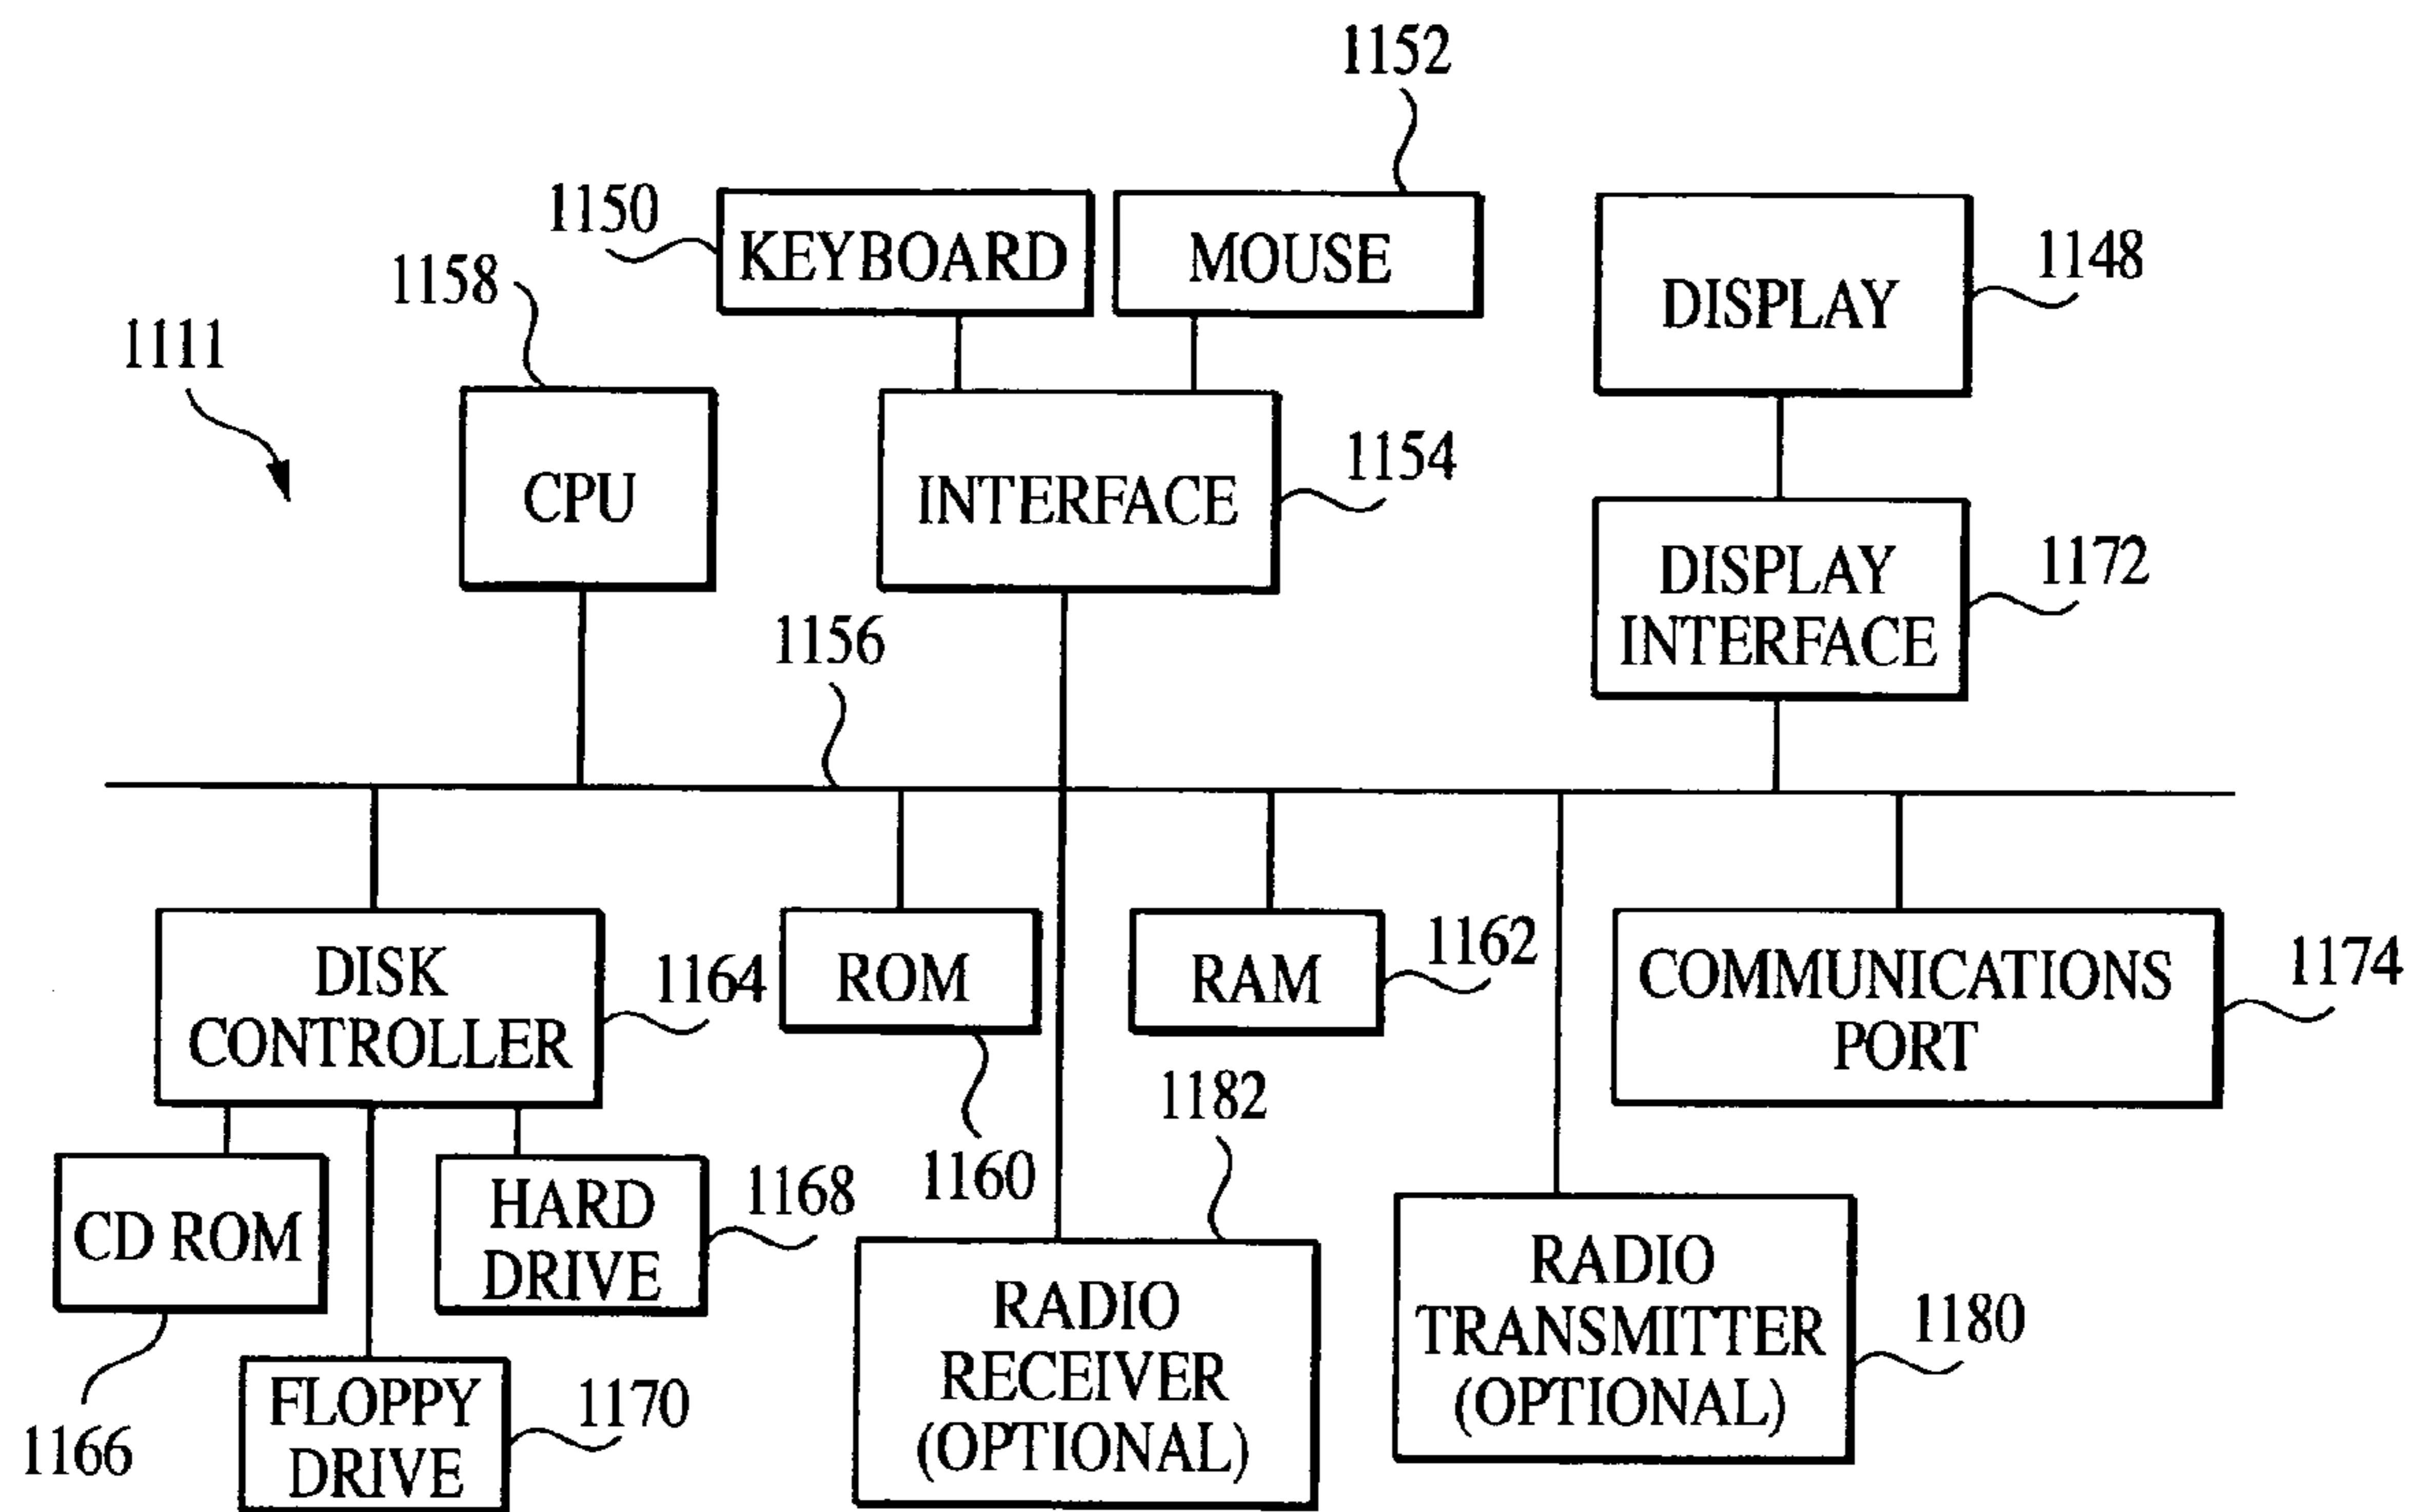 1152
1150
KEYBOARD
MOUSE
1148
1158
DISPLAY
1111
1154
CPU
INTERFACE
1172
DISPLAY
INTERFACE
1156
1162
1174
DISK
CONTROLLER
1164
ROM
RAM
COMMUNICATIONS
PORT
1182
1160
CD ROM
HARD
DRIVE
1168
RADIO
RECEIVER
(OPTIONAL)
RADIO
TRANSMITTER
(OPTIONAL)
1180
1166
FLOPPY
DRIVE
1170